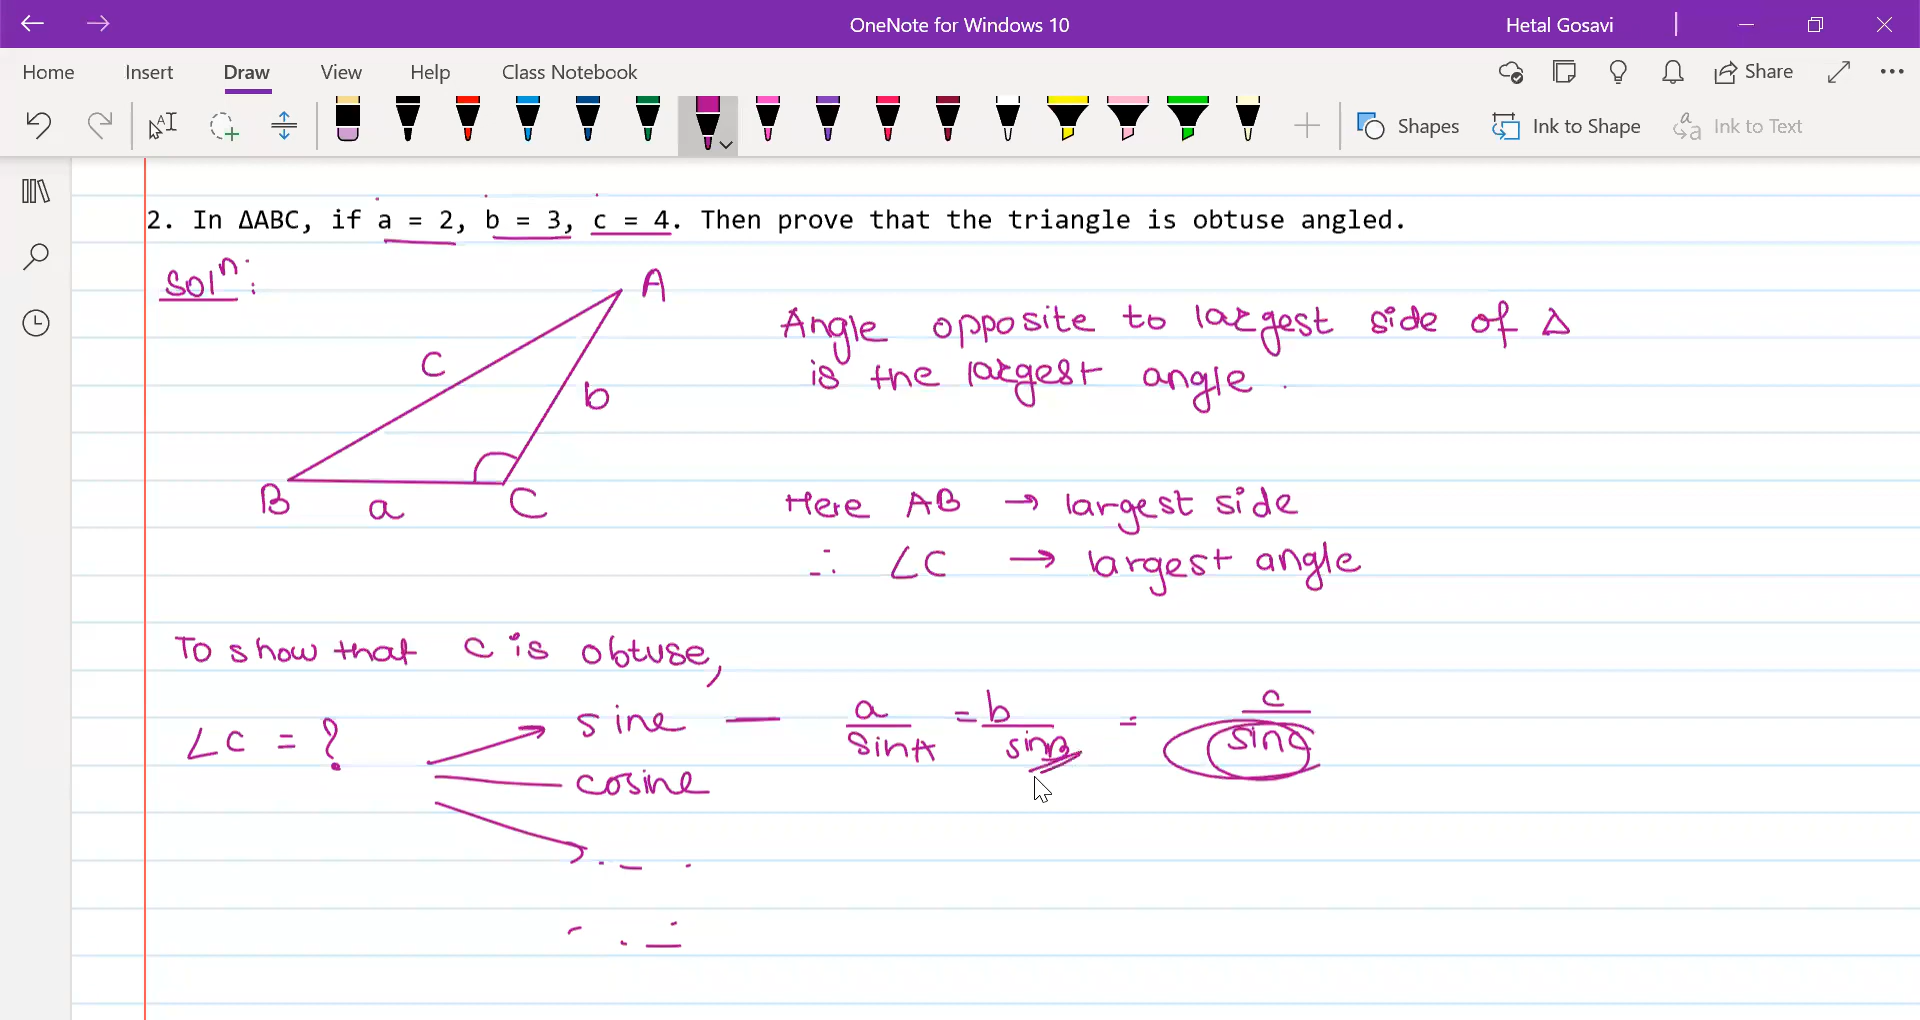 OneNote for Windows 10
Hetal Gosavi
Home Insert Draw View Help Class Notebook Share
Shapes Ink to Shape Ink to Text
2. In ΔABC, if a = 2, b = 3, c = 4. Then prove that the triangle is obtuse angled.
Solⁿ:
A
c
b
B
a
C
Angle opposite to largest side of Δ
is the largest angle.
Here AB → largest side
∴ ∠C → largest angle
To show that C is obtuse,
∠C = ?
sine — a/sinA = b/sinB = c/sinC
cosine